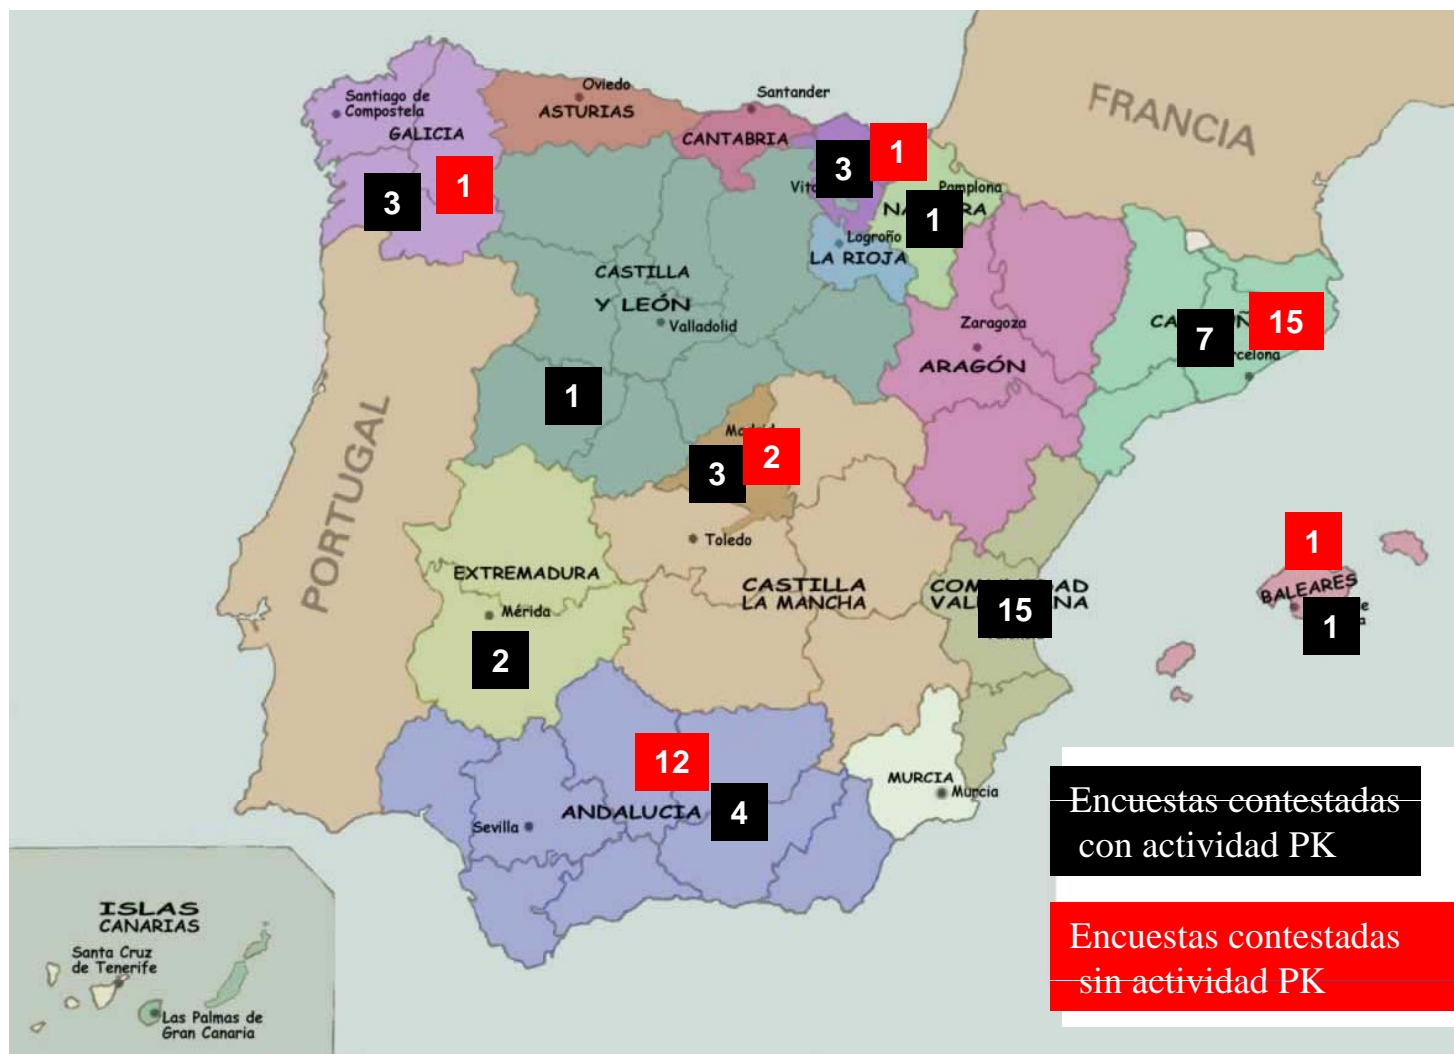 FRANCIA
Oviedo
ASTURIAS
Santander
CANTABRIA
Santiago de
Compostela
GALICIA
3
1
3
1
Pamplona
1
Logroño
LA RIOJA
CASTILLA
Y LEÓN
Valladolid
1
Zaragoza
ARAGÓN
7
15
PORTUGAL
3
2
Toledo
EXTREMADURA
Mérida
2
CASTILLA
LA MANCHA
15
1
BALEARES
1
12
ANDALUCIA
4
Sevilla
MURCIA
Murcia
ISLAS
CANARIAS
Santa Cruz
de Tenerife
Las Palmas de
Gran Canaria
Encuestas contestadas
con actividad PK
Encuestas contestadas
sin actividad PK